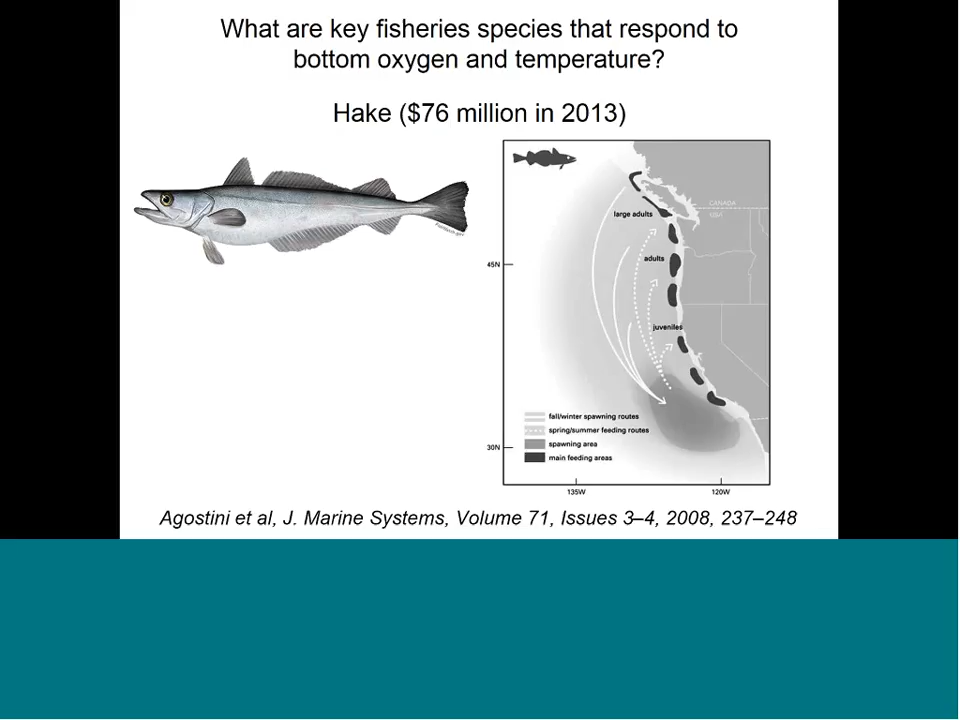 What are key fisheries species that respond to
bottom oxygen and temperature?
Hake ($76 million in 2013)
CANADA
USA
large adults
45N
adults
juveniles
fall/winter spawning routes
spring/summer feeding routes
spawning area
30N
main feeding areas
135W
120W
Agostini et al, J. Marine Systems, Volume 71, Issues 3–4, 2008, 237–248